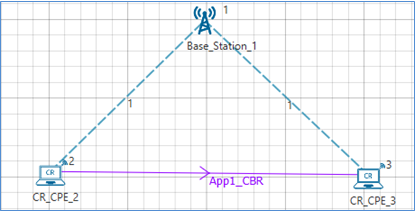 1
Base_Station_1
1
1
2
CR
CR_CPE_2
App1_CBR
3
CR
CR_CPE_3